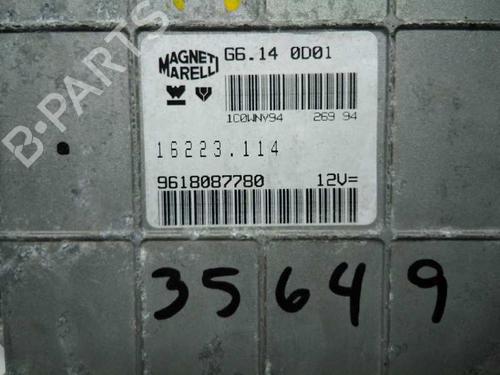 B-PARTS
MAGNETI MARELLI
G6.14 0D01
1C0WNY94 269 94
16223.114
9618087780 12V=
35649